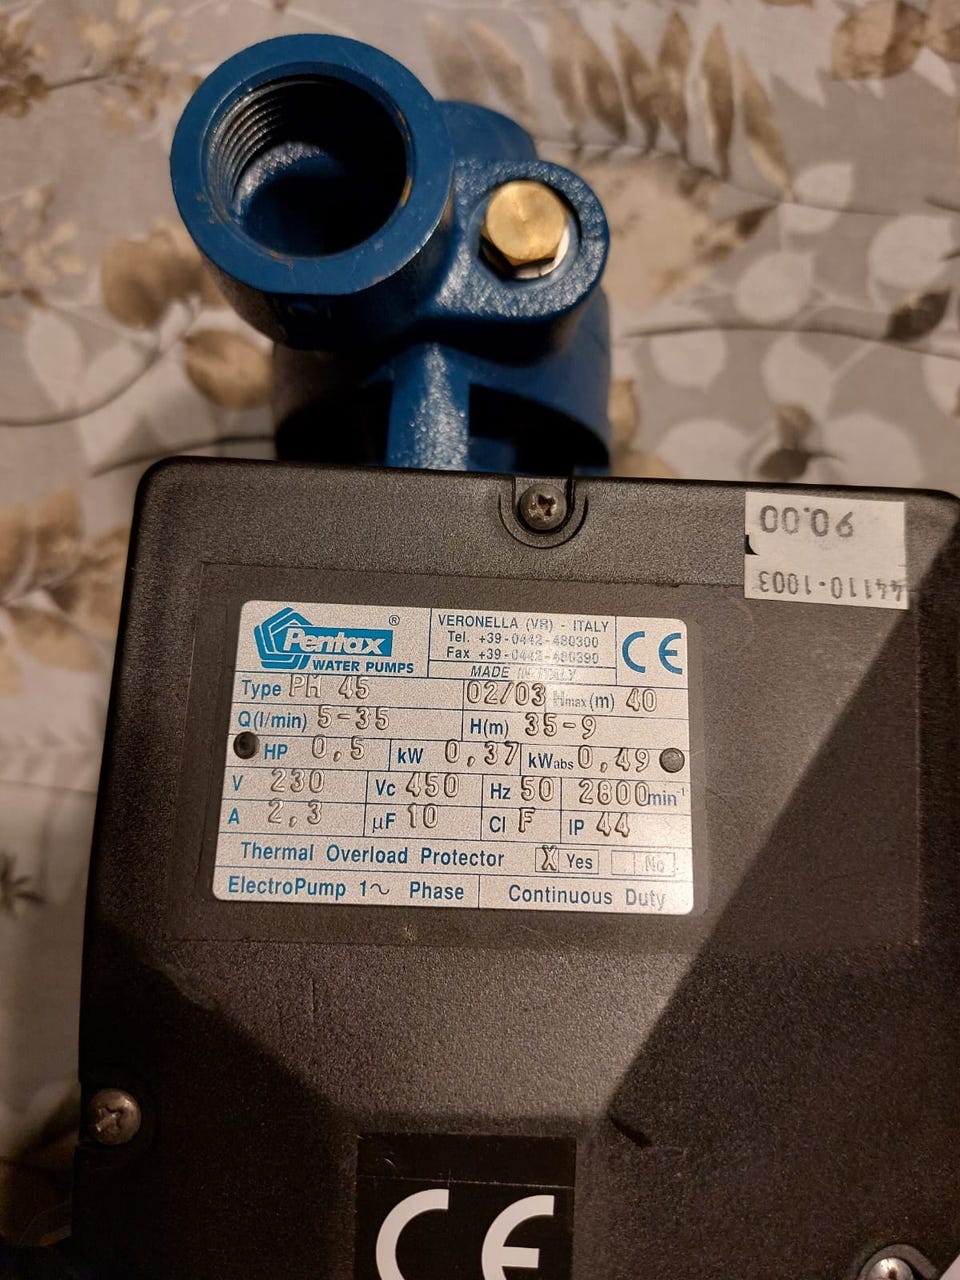 90.00
44110-1003
Pentax ®
WATER PUMPS
VERONELLA (VR) - ITALY
Tel. +39-0442-480300
Fax +39-0442-490390
MADE IN ITALY
CE
Type PM 45 02/03 Hmax(m) 40
Q(l/min) 5-35 H(m) 35-9
HP 0,5 kW 0,37 kWabs 0,49
V 230 Vc 450 Hz 50 2800 min⁻¹
A 2,3 µF 10 Cl F IP 44
Thermal Overload Protector X Yes No
ElectroPump 1~ Phase Continuous Duty
CE